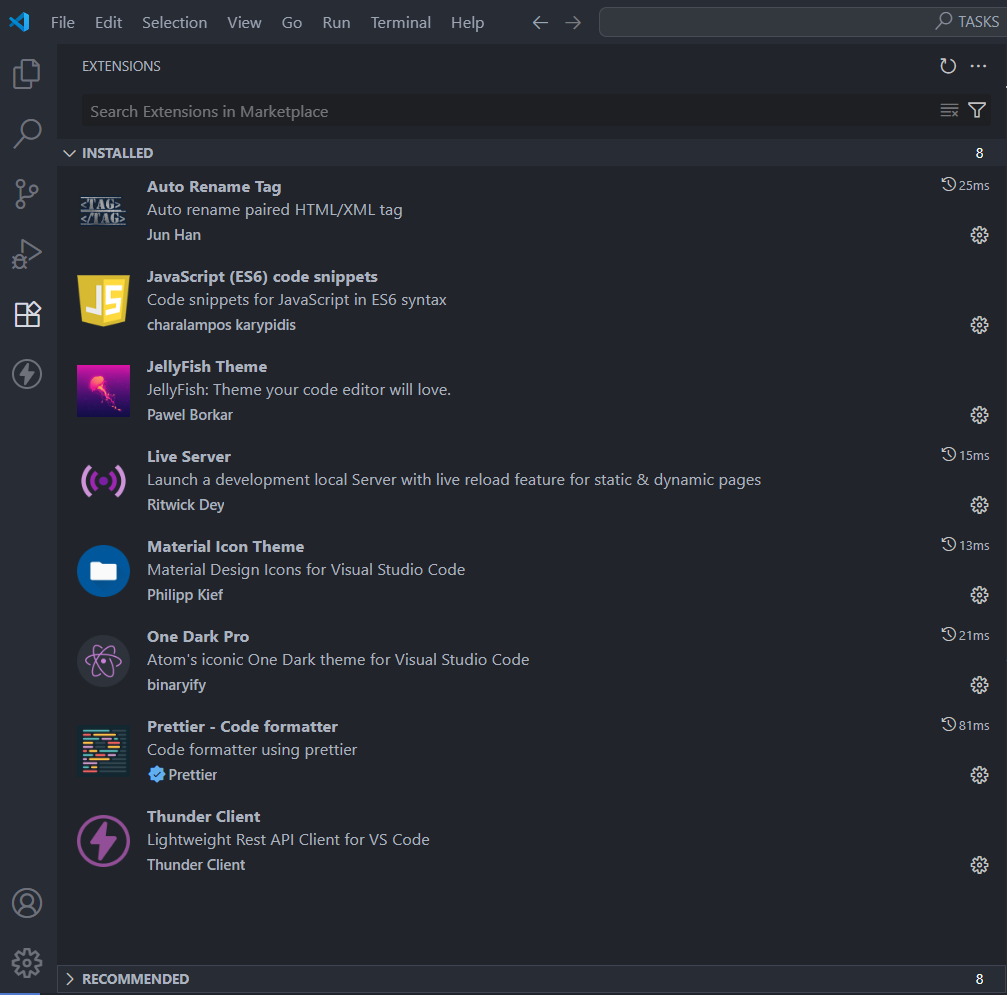 File Edit Selection View Go Run Terminal Help TASKS
EXTENSIONS
Search Extensions in Marketplace
INSTALLED 8
Auto Rename Tag 25ms
<TAG>
</TAG>
Auto rename paired HTML/XML tag
Jun Han
JavaScript (ES6) code snippets
JS
Code snippets for JavaScript in ES6 syntax
charalampos karypidis
JellyFish Theme
JellyFish: Theme your code editor will love.
Pawel Borkar
Live Server 15ms
Launch a development local Server with live reload feature for static & dynamic pages
Ritwick Dey
Material Icon Theme 13ms
Material Design Icons for Visual Studio Code
Philipp Kief
One Dark Pro 21ms
Atom's iconic One Dark theme for Visual Studio Code
binaryify
Prettier - Code formatter 81ms
Code formatter using prettier
Prettier
Thunder Client
Lightweight Rest API Client for VS Code
Thunder Client
RECOMMENDED 8